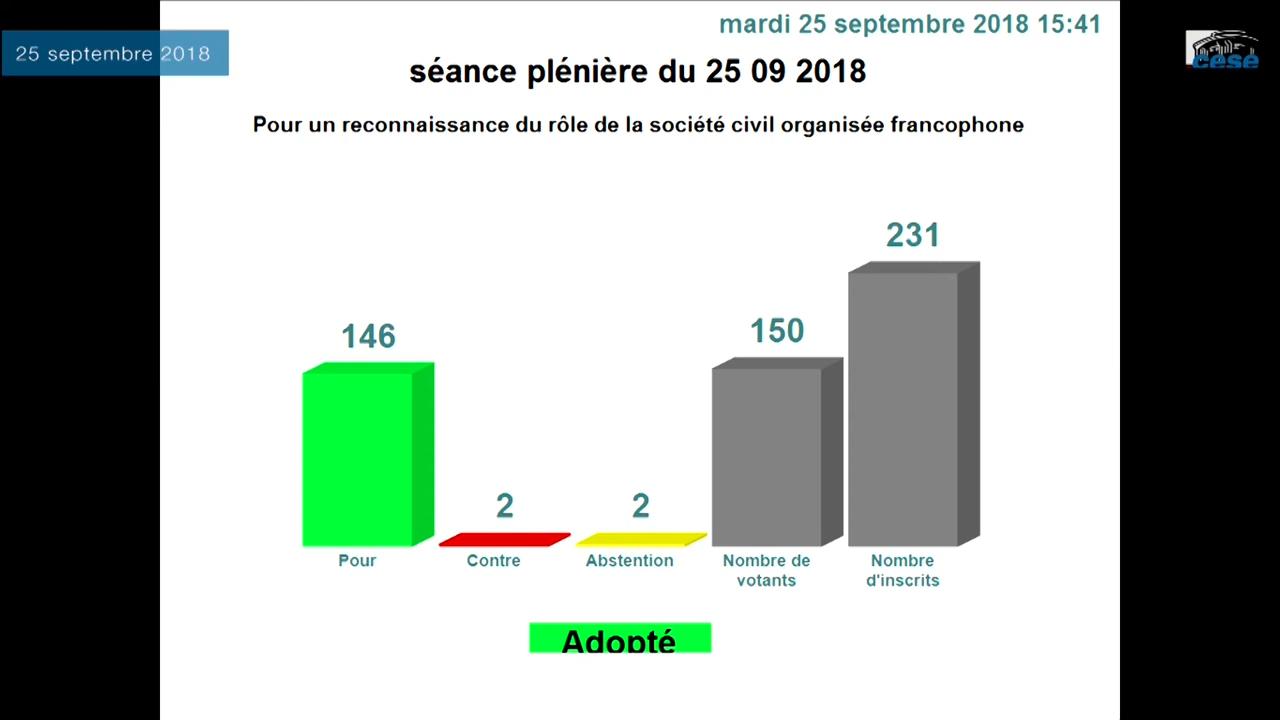 mardi 25 septembre 2018 15:41
25 septembre 2018
cese
séance plénière du 25 09 2018
Pour un reconnaissance du rôle de la société civil organisée francophone
231
146
150
2
2
Pour
Contre
Abstention
Nombre de votants
Nombre d'inscrits
Adopté